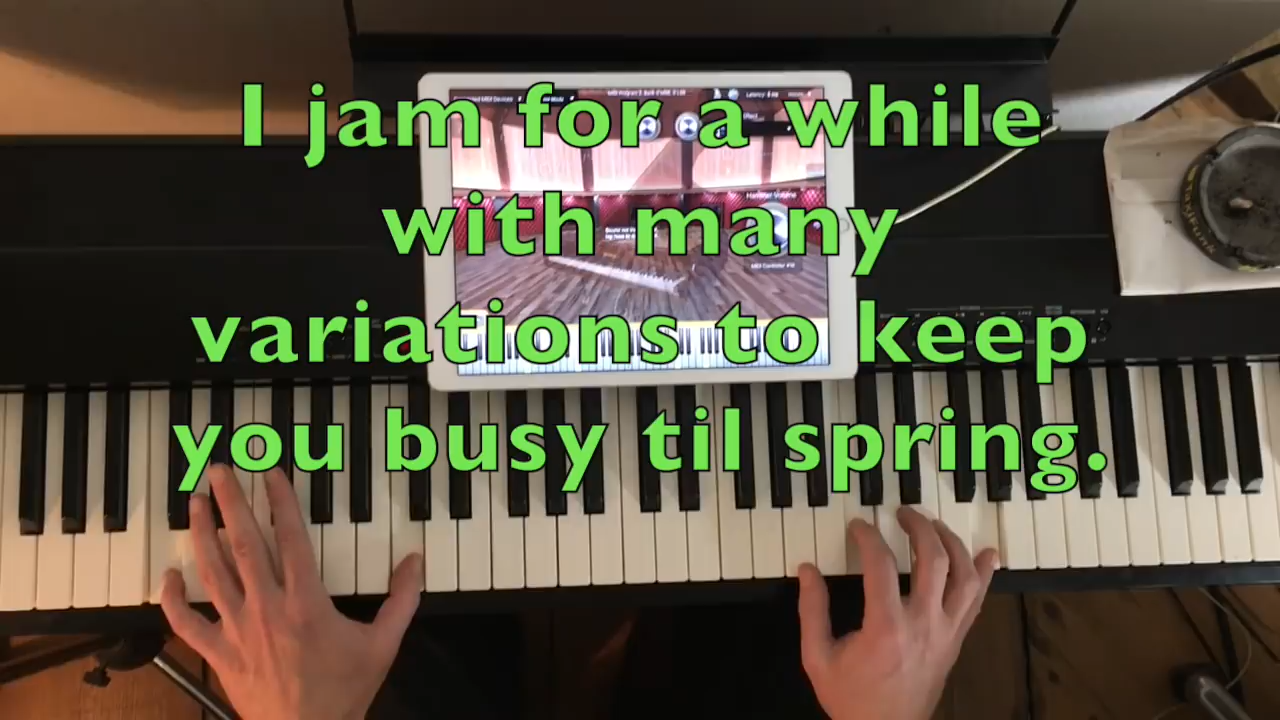 I jam for a while
with many
variations to keep
you busy til spring.